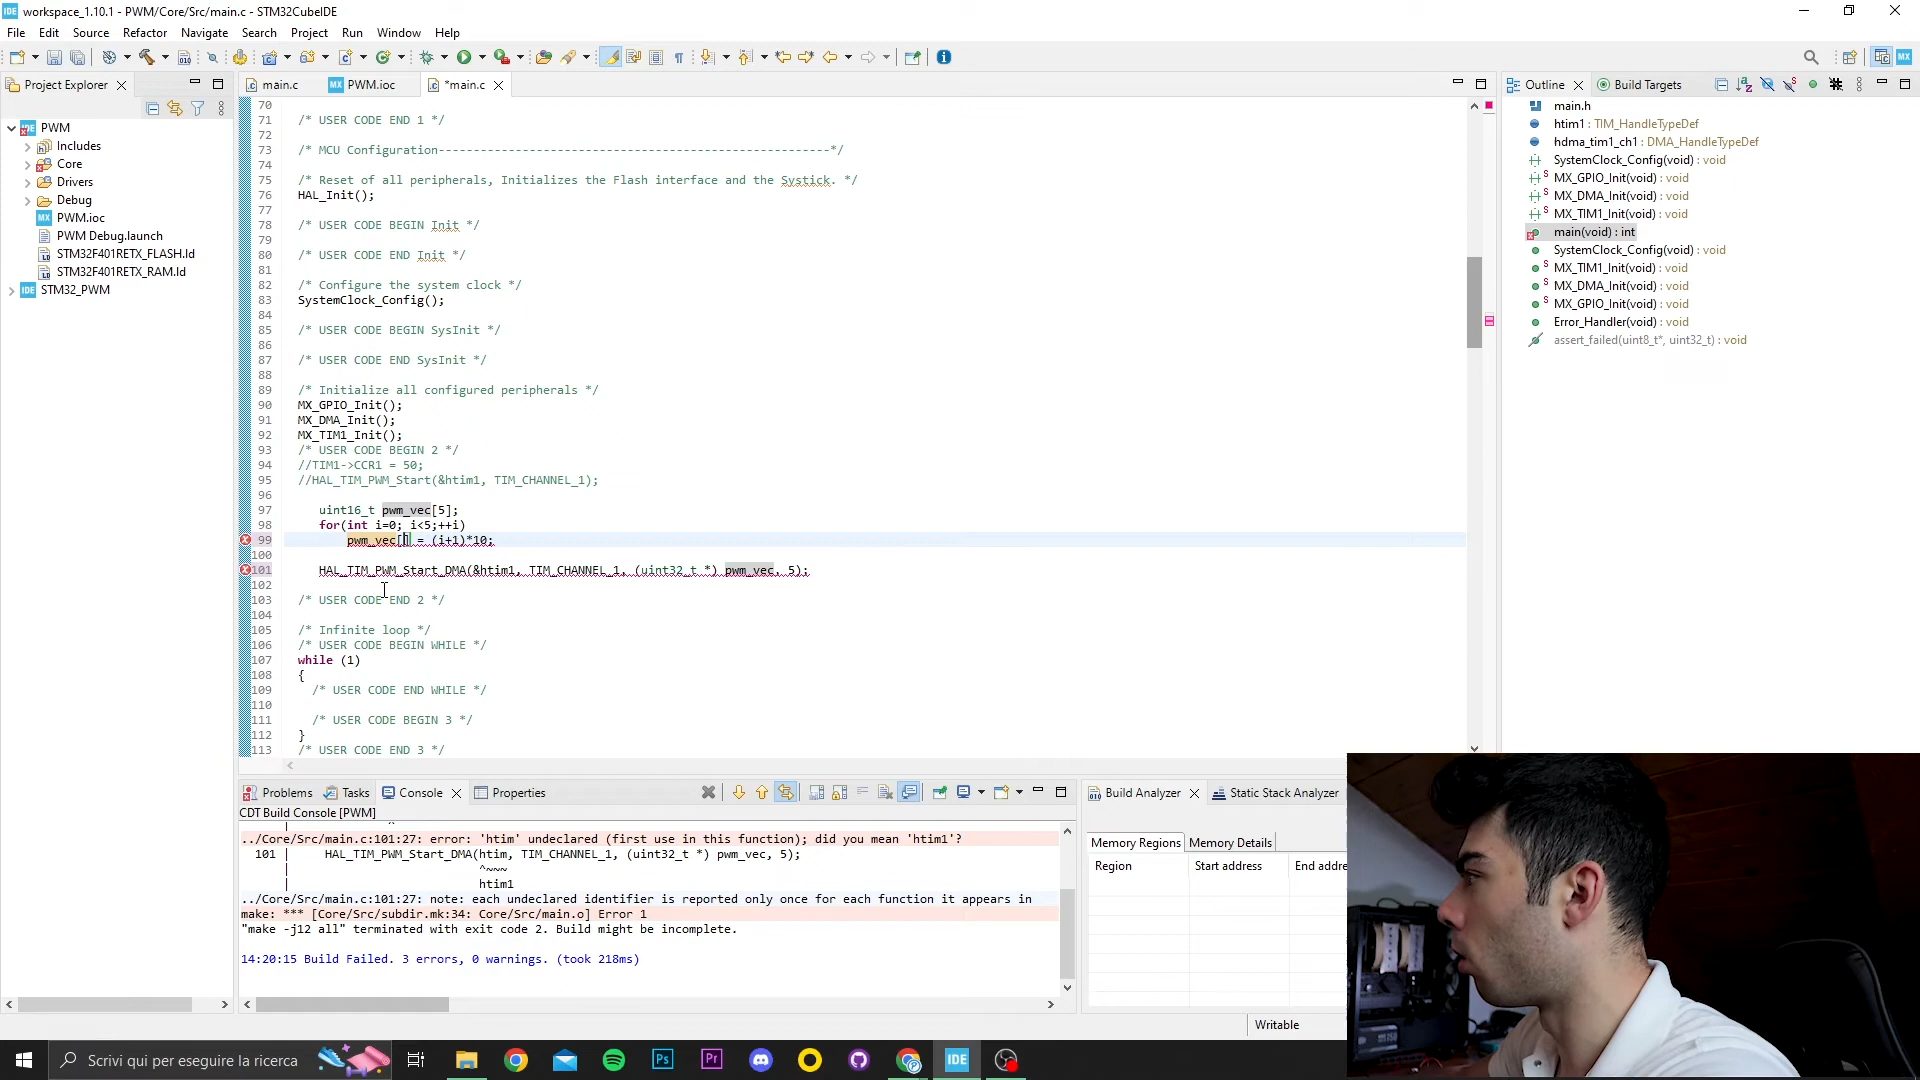 workspace_1.10.1 - PWM/Core/Src/main.c - STM32CubeIDE
File Edit Source Refactor Navigate Search Project Run Window Help
Project Explorer
main.c
PWM.ioc
*main.c
Outline
Build Targets
PWM
Includes
Core
Drivers
Debug
PWM.ioc
PWM Debug.launch
STM32F401RETX_FLASH.ld
STM32F401RETX_RAM.ld
STM32_PWM
70
71 /* USER CODE END 1 */
72
73 /* MCU Configuration--------------------------------------------------------*/
74
75 /* Reset of all peripherals, Initializes the Flash interface and the Systick. */
76 HAL_Init();
77
78 /* USER CODE BEGIN Init */
79
80 /* USER CODE END Init */
81
82 /* Configure the system clock */
83 SystemClock_Config();
84
85 /* USER CODE BEGIN SysInit */
86
87 /* USER CODE END SysInit */
88
89 /* Initialize all configured peripherals */
90 MX_GPIO_Init();
91 MX_DMA_Init();
92 MX_TIM1_Init();
93 /* USER CODE BEGIN 2 */
94 //TIM1->CCR1 = 50;
95 //HAL_TIM_PWM_Start(&htim1, TIM_CHANNEL_1);
96
97 uint16_t pwm_vec[5];
98 for(int i=0; i<5;++i)
99 pwm_vec[] = (i+1)*10;
100
101 HAL_TIM_PWM_Start_DMA(&htim1, TIM_CHANNEL_1, (uint32_t *) pwm_vec, 5);
102
103 /* USER CODE END 2 */
104
105 /* Infinite loop */
106 /* USER CODE BEGIN WHILE */
107 while (1)
108 {
109 /* USER CODE END WHILE */
110
111 /* USER CODE BEGIN 3 */
112 }
113 /* USER CODE END 3 */
main.h
htim1 : TIM_HandleTypeDef
hdma_tim1_ch1 : DMA_HandleTypeDef
SystemClock_Config(void) : void
MX_GPIO_Init(void) : void
MX_DMA_Init(void) : void
MX_TIM1_Init(void) : void
main(void) : int
SystemClock_Config(void) : void
MX_TIM1_Init(void) : void
MX_DMA_Init(void) : void
MX_GPIO_Init(void) : void
Error_Handler(void) : void
assert_failed(uint8_t*, uint32_t) : void
Problems
Tasks
Console
Properties
CDT Build Console [PWM]
| ^
../Core/Src/main.c:101:27: error: 'htim' undeclared (first use in this function); did you mean 'htim1'?
101 | HAL_TIM_PWM_Start_DMA(htim, TIM_CHANNEL_1, (uint32_t *) pwm_vec, 5);
| ^~~~
| htim1
../Core/Src/main.c:101:27: note: each undeclared identifier is reported only once for each function it appears in
make: *** [Core/Src/subdir.mk:34: Core/Src/main.o] Error 1
"make -j12 all" terminated with exit code 2. Build might be incomplete.
14:20:15 Build Failed. 3 errors, 0 warnings. (took 218ms)
Build Analyzer
Static Stack Analyzer
Memory Regions
Memory Details
Region
Start address
End addre
Writable
Scrivi qui per eseguire la ricerca
Ps
Pr
IDE